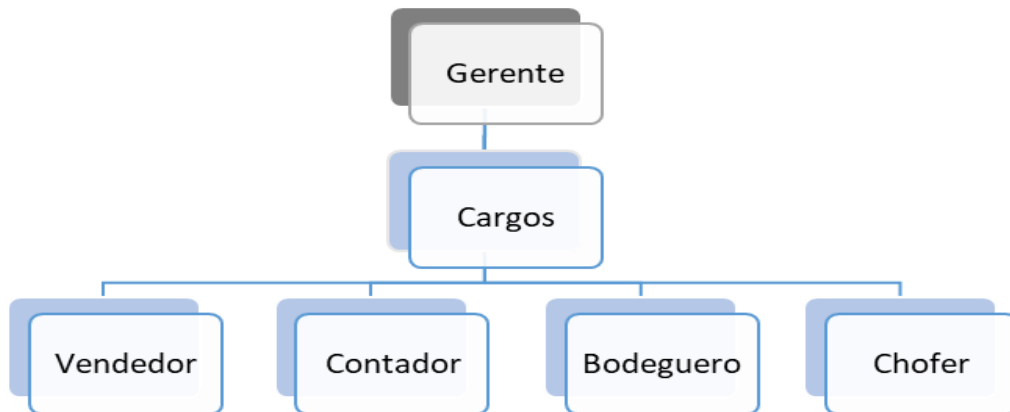 Gerente
Cargos
Vendedor
Contador
Bodeguero
Chofer